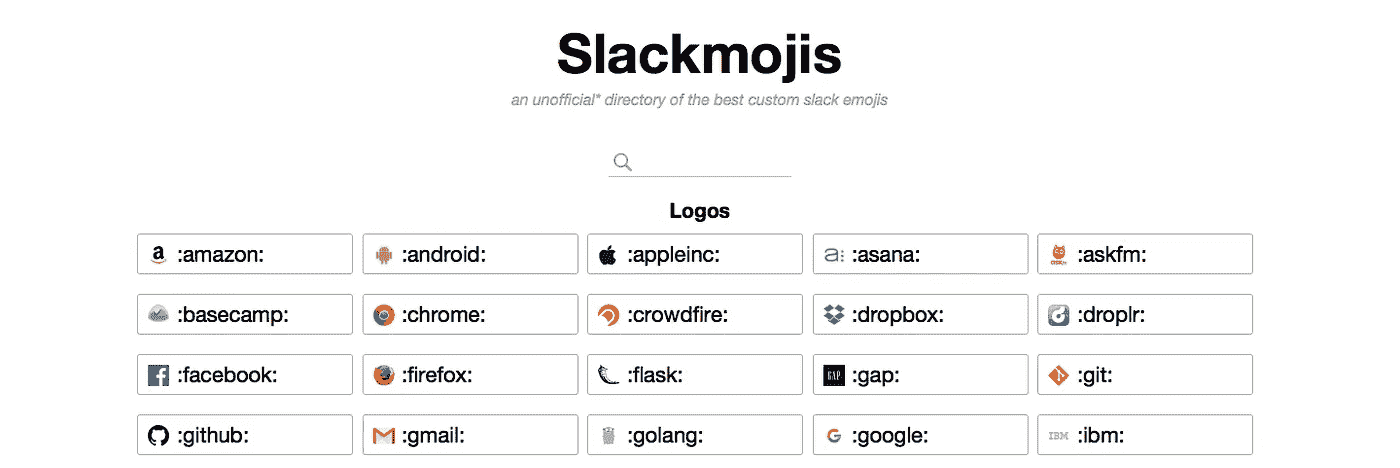 Slackmojis
an unofficial* directory of the best custom slack emojis
Logos
a :amazon: :android: :appleinc: a: :asana: ASKfm :askfm:
:basecamp: :chrome: :crowdfire: :dropbox: :droplr:
f :facebook: :firefox: :flask: GAP :gap: :git:
:github: M :gmail: :golang: G :google: IBM :ibm: